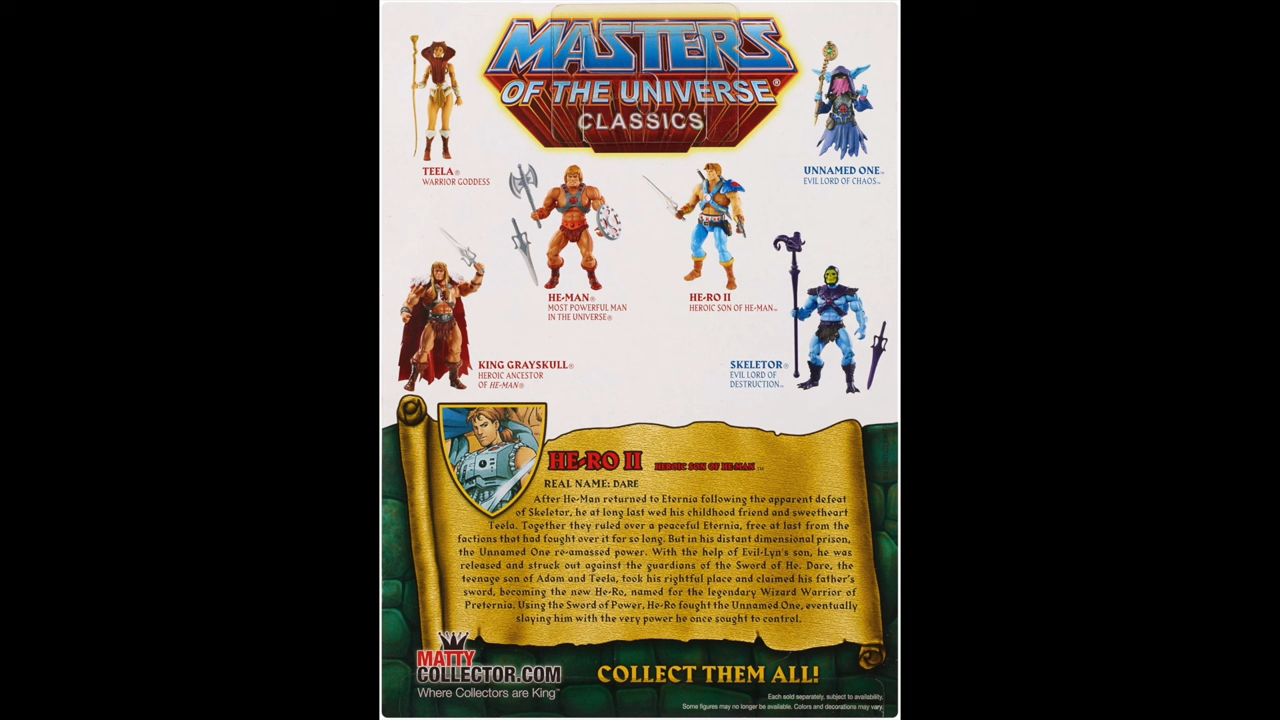 MASTERS
OF THE UNIVERSE®
CLASSICS
TEELA®
WARRIOR GODDESS
UNNAMED ONE™
EVIL LORD OF CHAOS™
HE-MAN®
MOST POWERFUL MAN
IN THE UNIVERSE®
HE-RO II
HEROIC SON OF HE-MAN™
KING GRAYSKULL®
HEROIC ANCESTOR
OF HE-MAN®
SKELETOR®
EVIL LORD OF
DESTRUCTION™
HE-RO II HEROIC SON OF HE-MAN™
REAL NAME: DARE
After He-Man returned to Eternia following the apparent defeat
of Skeletor, he at long last wed his childhood friend and sweetheart
Teela. Together they ruled over a peaceful Eternia, free at last from the
factions that had fought over it for so long. But in his distant dimensional prison,
the Unnamed One re-amassed power. With the help of Evil-Lyn's son, he was
released and struck out against the guardians of the Sword of He. Dare, the
teenage son of Adam and Teela, took his rightful place and claimed his father's
sword, becoming the new He-Ro, named for the legendary Wizard Warrior of
Preternia. Using the Sword of Power, He-Ro fought the Unnamed One, eventually
slaying him with the very power he once sought to control.
MATTY
COLLECTOR.COM
Where Collectors are King™
COLLECT THEM ALL!
Each sold separately, subject to availability.
Some figures may no longer be available. Colors and decorations may vary.